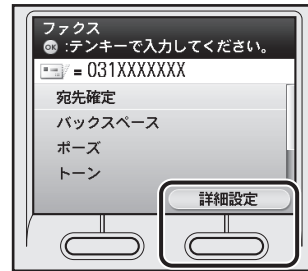 ファクス
OK :テンキーで入力してください。
= 031XXXXXXX
宛先確定
バックスペース
ポーズ
トーン
詳細設定